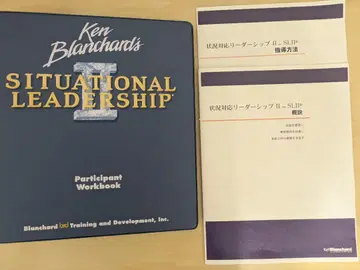 Ken
Blanchard's
SITUATIONAL
II
LEADERSHIP®
Participant
Workbook
Blanchard Training and Development, Inc.
状況対応リーダーシップ II ™ SLII®
指導方法
状況対応リーダーシップ II ™ SLII®
概説